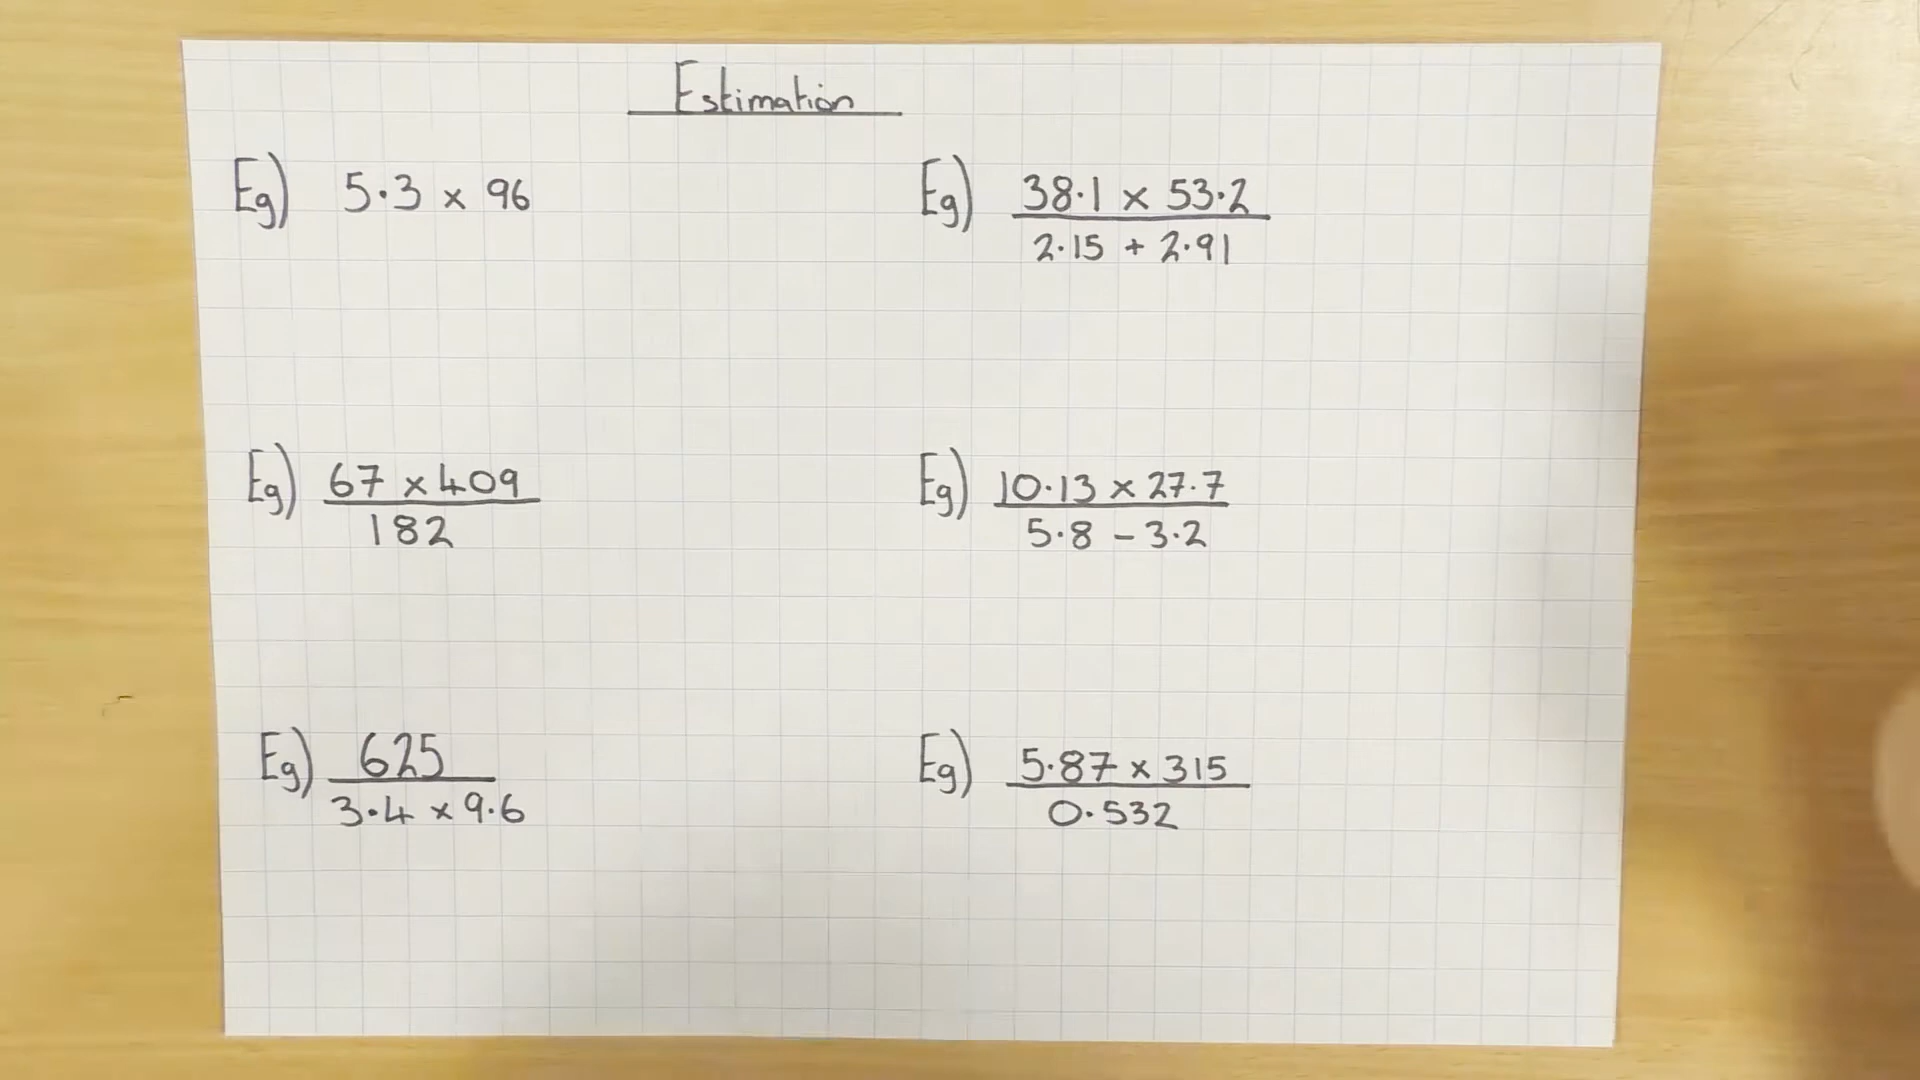 Estimation
Eg) 5.3 × 96
Eg) 38.1 × 53.2
2.15 + 2.91
Eg) 67 × 409
182
Eg) 10.13 × 27.7
5.8 - 3.2
Eg) 625
3.4 × 9.6
Eg) 5.87 × 315
0.532